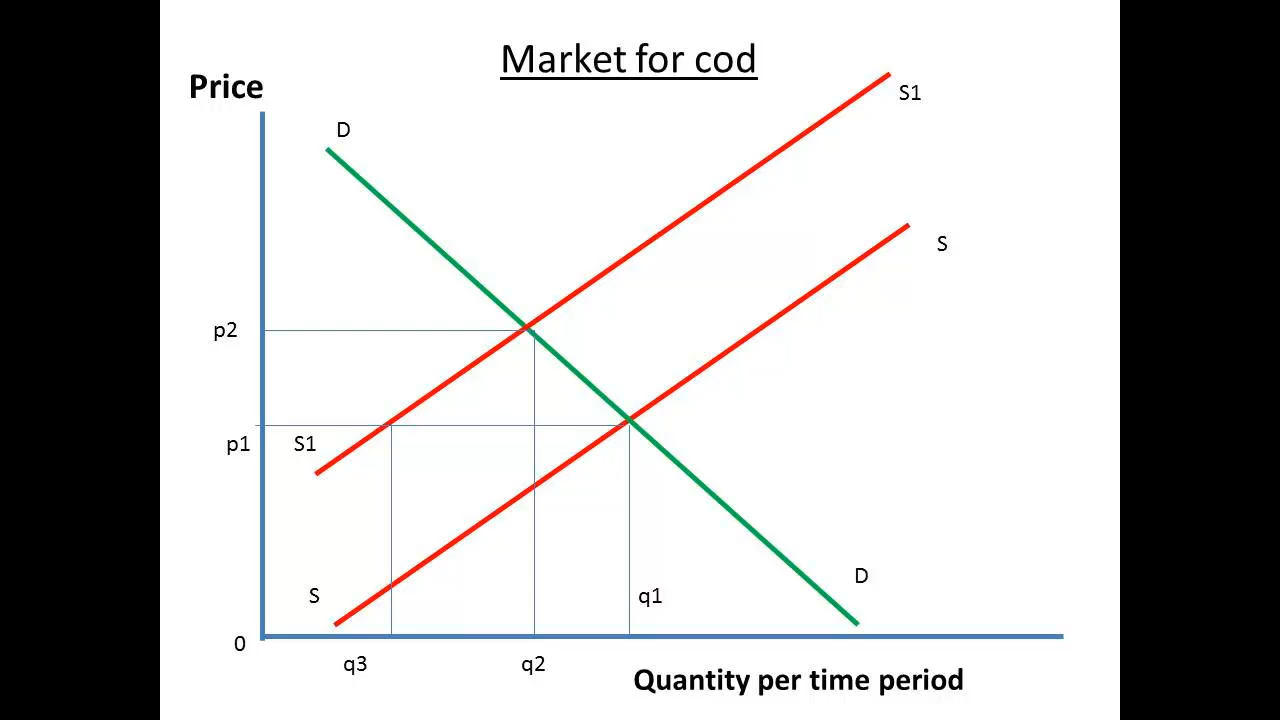 Market for cod
Price
S1
D
S
p2
p1
S1
D
S
q1
0
q3
q2
Quantity per time period